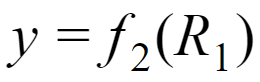 y = f₂(R₁)